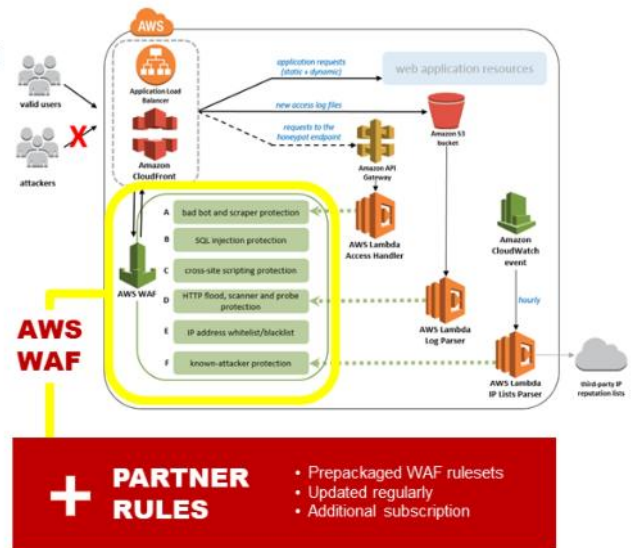 AWS
valid users
attackers
X
Application Load
Balancer
Amazon
CloudFront
application requests
(static + dynamic)
web application resources
new access log files
Amazon S3
bucket
requests to the
honeypot endpoint
Amazon API
Gateway
AWS Lambda
Access Handler
Amazon
CloudWatch
event
AWS WAF
A bad bot and scraper protection
B SQL injection protection
C cross-site scripting protection
D HTTP flood, scanner and probe
protection
E IP address whitelist/blacklist
F known-attacker protection
AWS Lambda
Log Parser
hourly
AWS Lambda
IP Lists Parser
third-party IP
reputation lists
AWS
WAF
+ PARTNER
RULES
• Prepackaged WAF rulesets
• Updated regularly
• Additional subscription